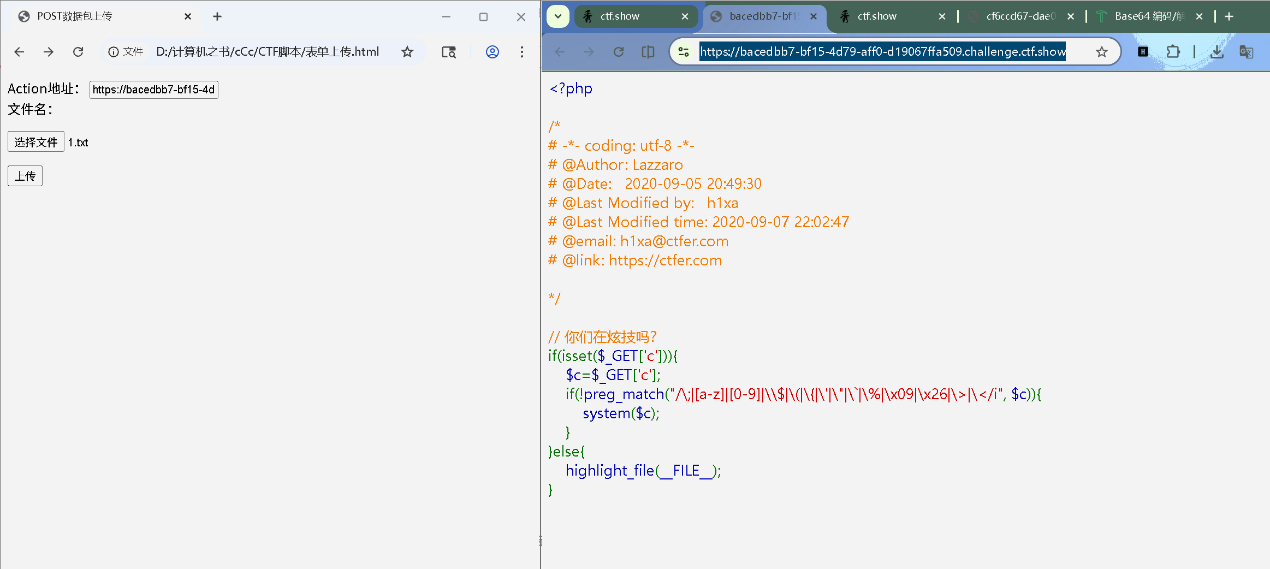 POST数据包上传
文件
D:/计算机之书/cCc/CTF脚本/表单上传.html
Action地址： https://bacedbb7-bf15-4d
文件名：
选择文件 1.txt
上传
ctf.show
bacedbb7-bf1
ctf.show
cf6ccd67-dae0
Base64 编码/解
https://bacedbb7-bf15-4d79-aff0-d19067ffa509.challenge.ctf.show
<?php
/*
# -*- coding: utf-8 -*-
# @Author: Lazzaro
# @Date:   2020-09-05 20:49:30
# @Last Modified by:   h1xa
# @Last Modified time: 2020-09-07 22:02:47
# @email: h1xa@ctfer.com
# @link: https://ctfer.com
*/
// 你们在炫技吗？
if(isset($_GET['c'])){
    $c=$_GET['c'];
    if(!preg_match("/\;|[a-z]|[0-9]|\\$|\(|\{|\'|\"|\`|\%|\x09|\x26|\>|\</i", $c)){
        system($c);
    }
}else{
    highlight_file(__FILE__);
}